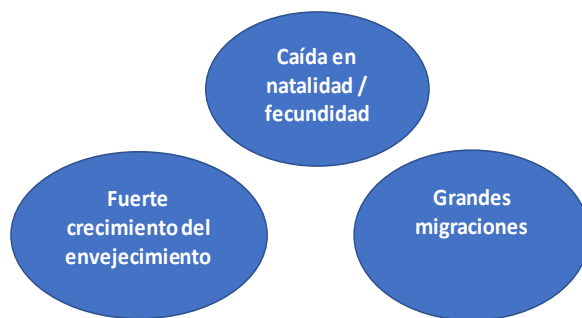 Caída en
natalidad /
fecundidad
Fuerte
crecimiento del
envejecimiento
Grandes
migraciones